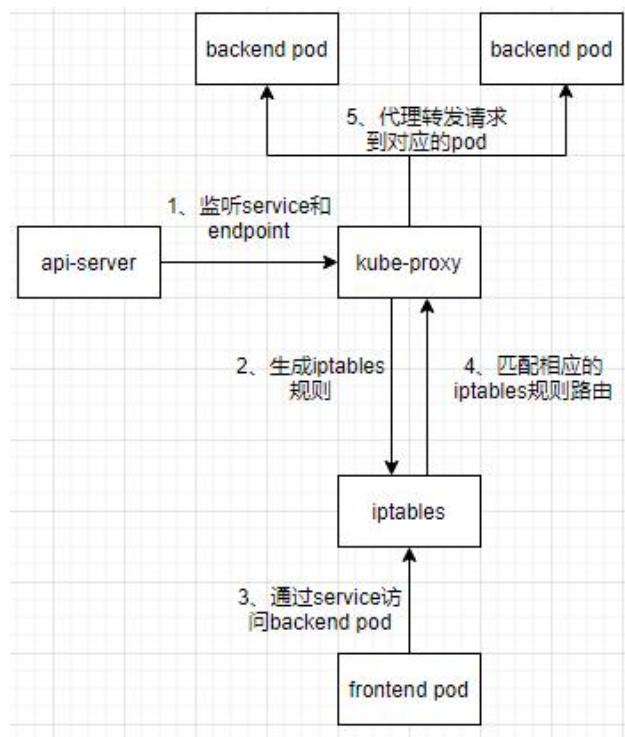 backend pod
backend pod
5、代理转发请求
到对应的pod
1、监听service和
endpoint
api-server
kube-proxy
2、生成iptables
规则
4、匹配相应的
iptables规则路由
iptables
3、通过service访
问backend pod
frontend pod